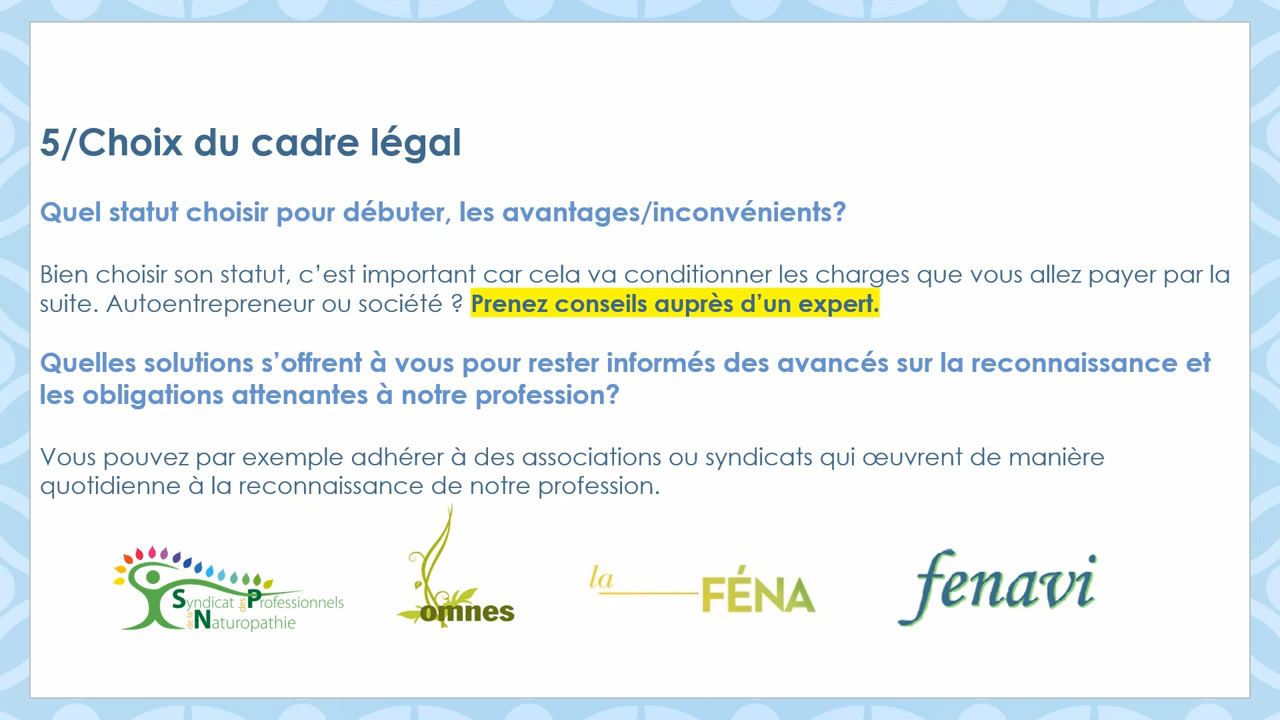 5/Choix du cadre légal
Quel statut choisir pour débuter, les avantages/inconvénients?
Bien choisir son statut, c’est important car cela va conditionner les charges que vous allez payer par la
suite. Autoentrepreneur ou société ? Prenez conseils auprès d’un expert.
Quelles solutions s’offrent à vous pour rester informés des avancés sur la reconnaissance et
les obligations attenantes à notre profession?
Vous pouvez par exemple adhérer à des associations ou syndicats qui œuvrent de manière
quotidienne à la reconnaissance de notre profession.
Syndicat des Professionnels
de la Naturopathie
omnes
la FÉNA
fenavi